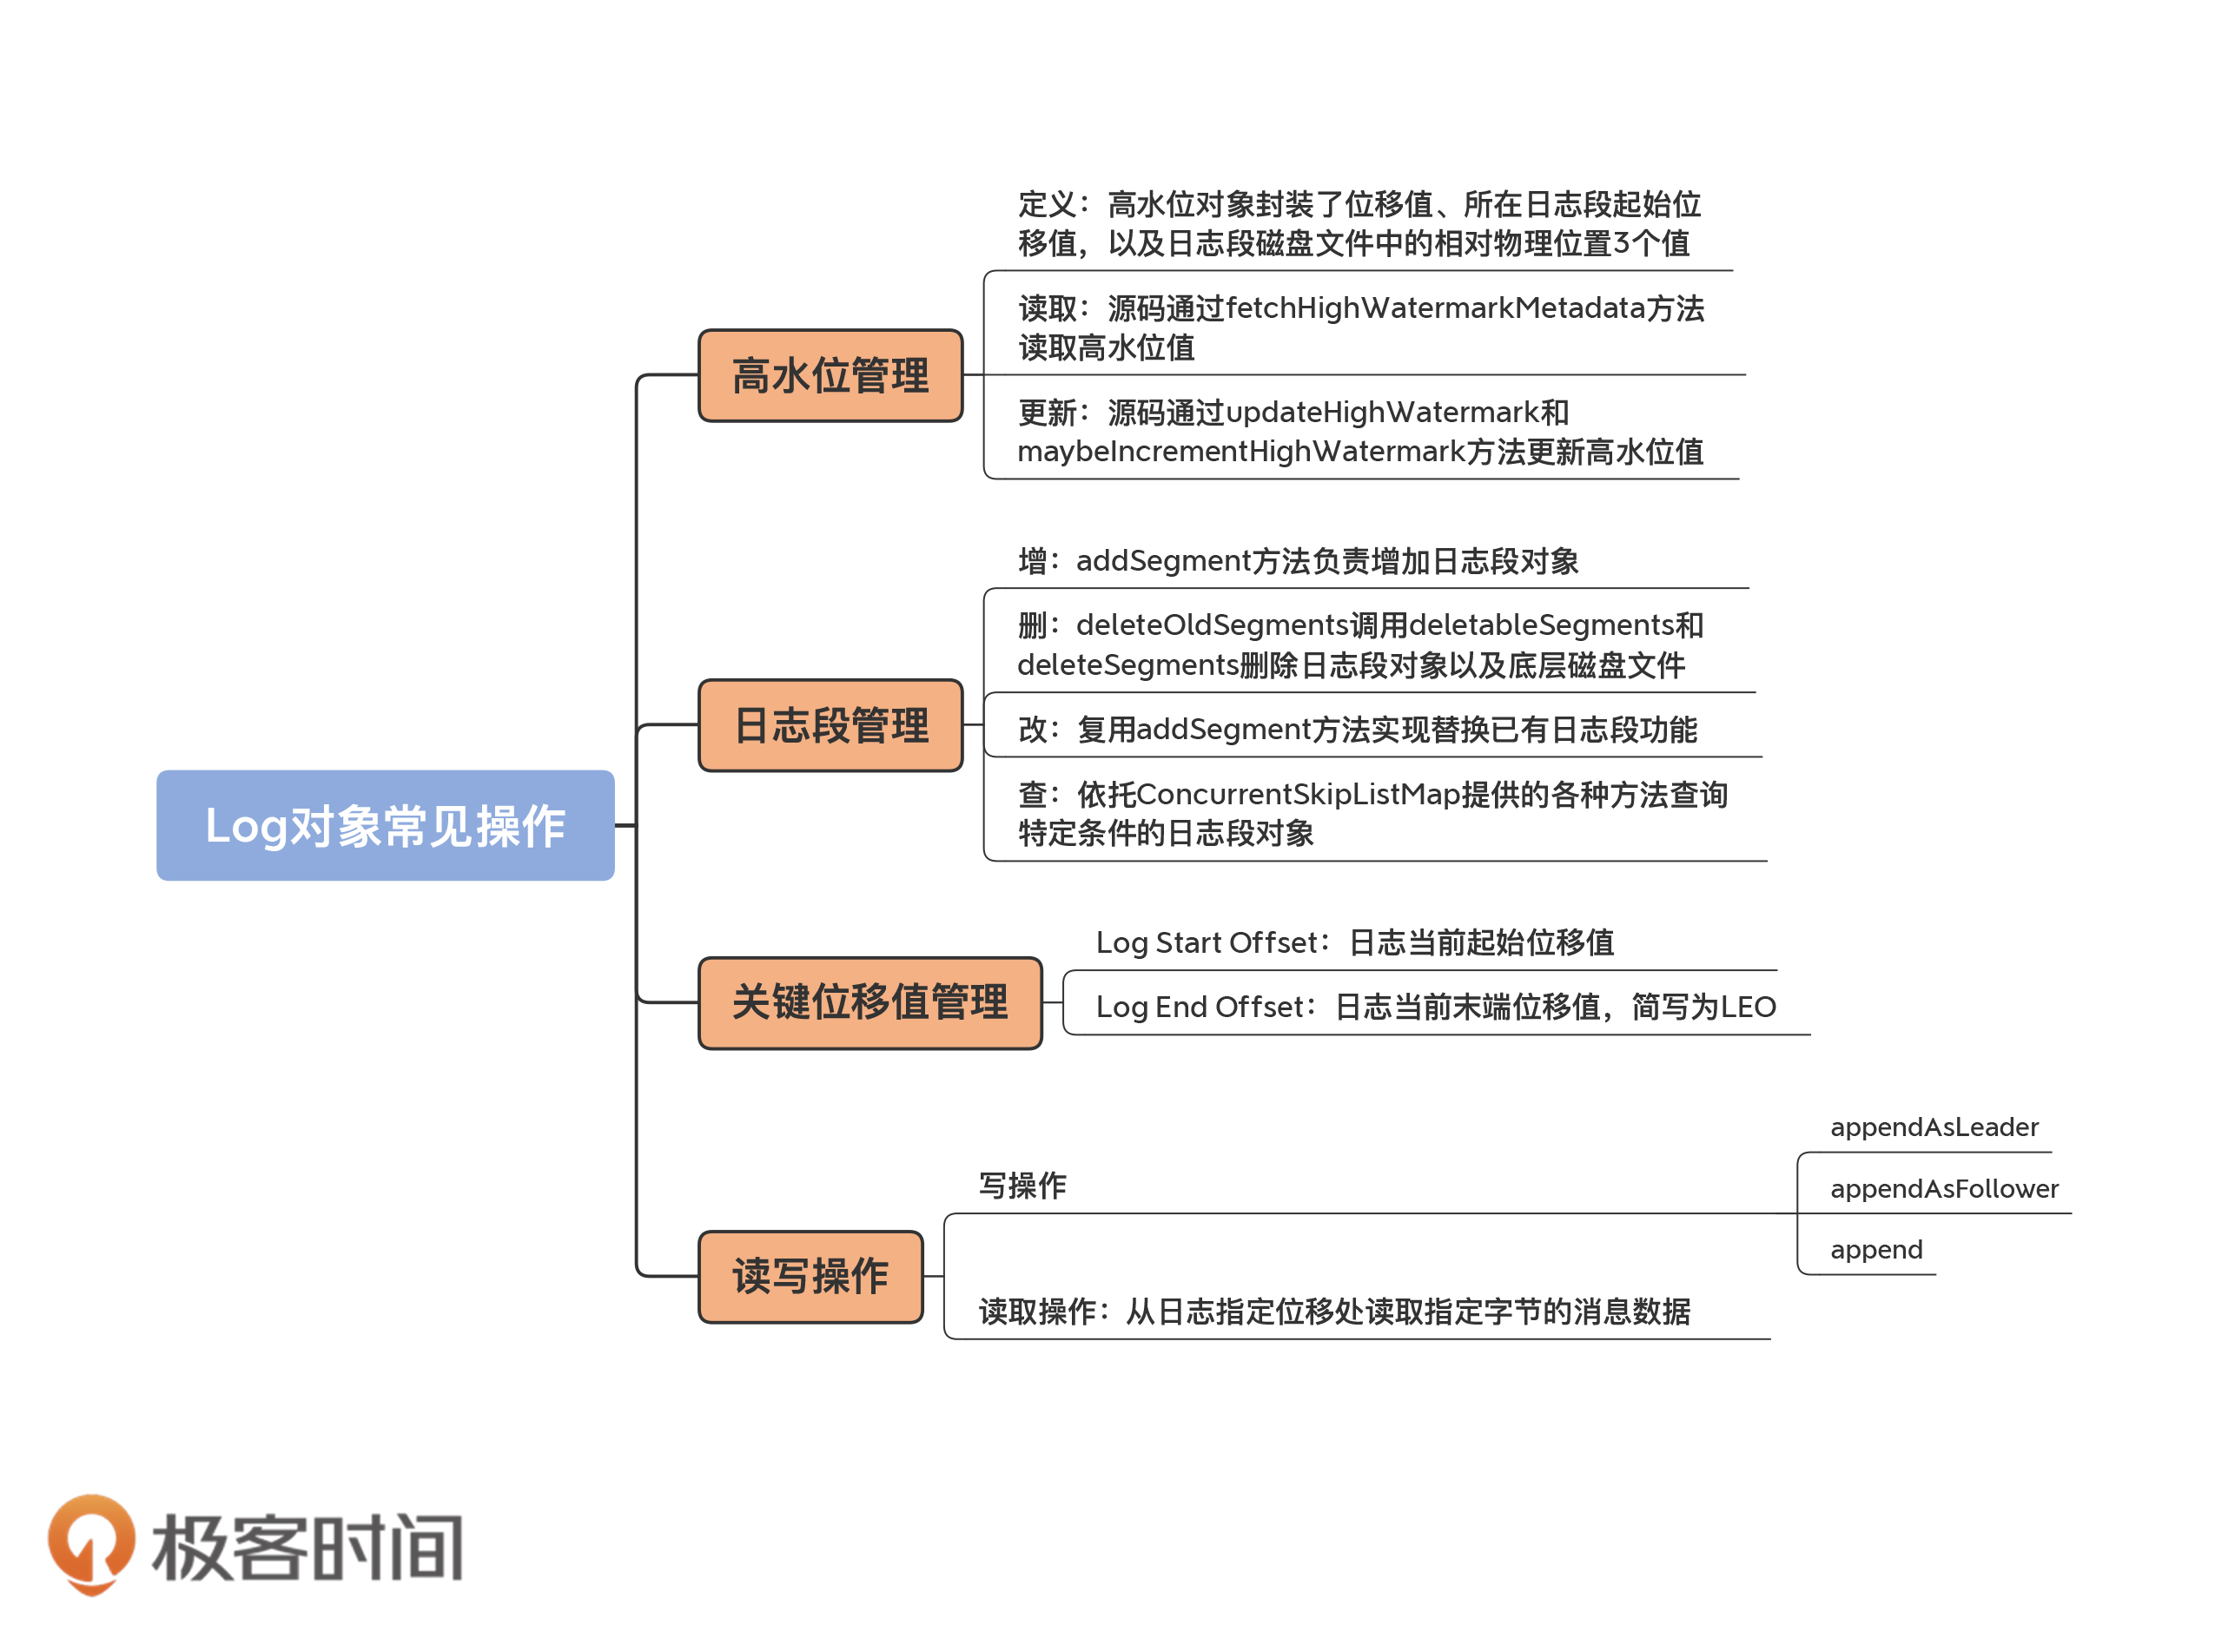 定义：高水位对象封装了位移值、所在日志段起始位
移值，以及日志段磁盘文件中的相对物理位置3个值
读取：源码通过fetchHighWatermarkMetadata方法
读取高水位值
高水位管理
更新：源码通过updateHighWatermark和
maybeIncrementHighWatermark方法更新高水位值
增：addSegment方法负责增加日志段对象
删：deleteOldSegments调用deletableSegments和
deleteSegments删除日志段对象以及底层磁盘文件
日志段管理
改：复用addSegment方法实现替换已有日志段功能
查：依托ConcurrentSkipListMap提供的各种方法查询
特定条件的日志段对象
Log对象常见操作
Log Start Offset：日志当前起始位移值
关键位移值管理
Log End Offset：日志当前末端位移值，简写为LEO
appendAsLeader
写操作
appendAsFollower
append
读写操作
读取操作：从日志指定位移处读取指定字节的消息数据
极客时间